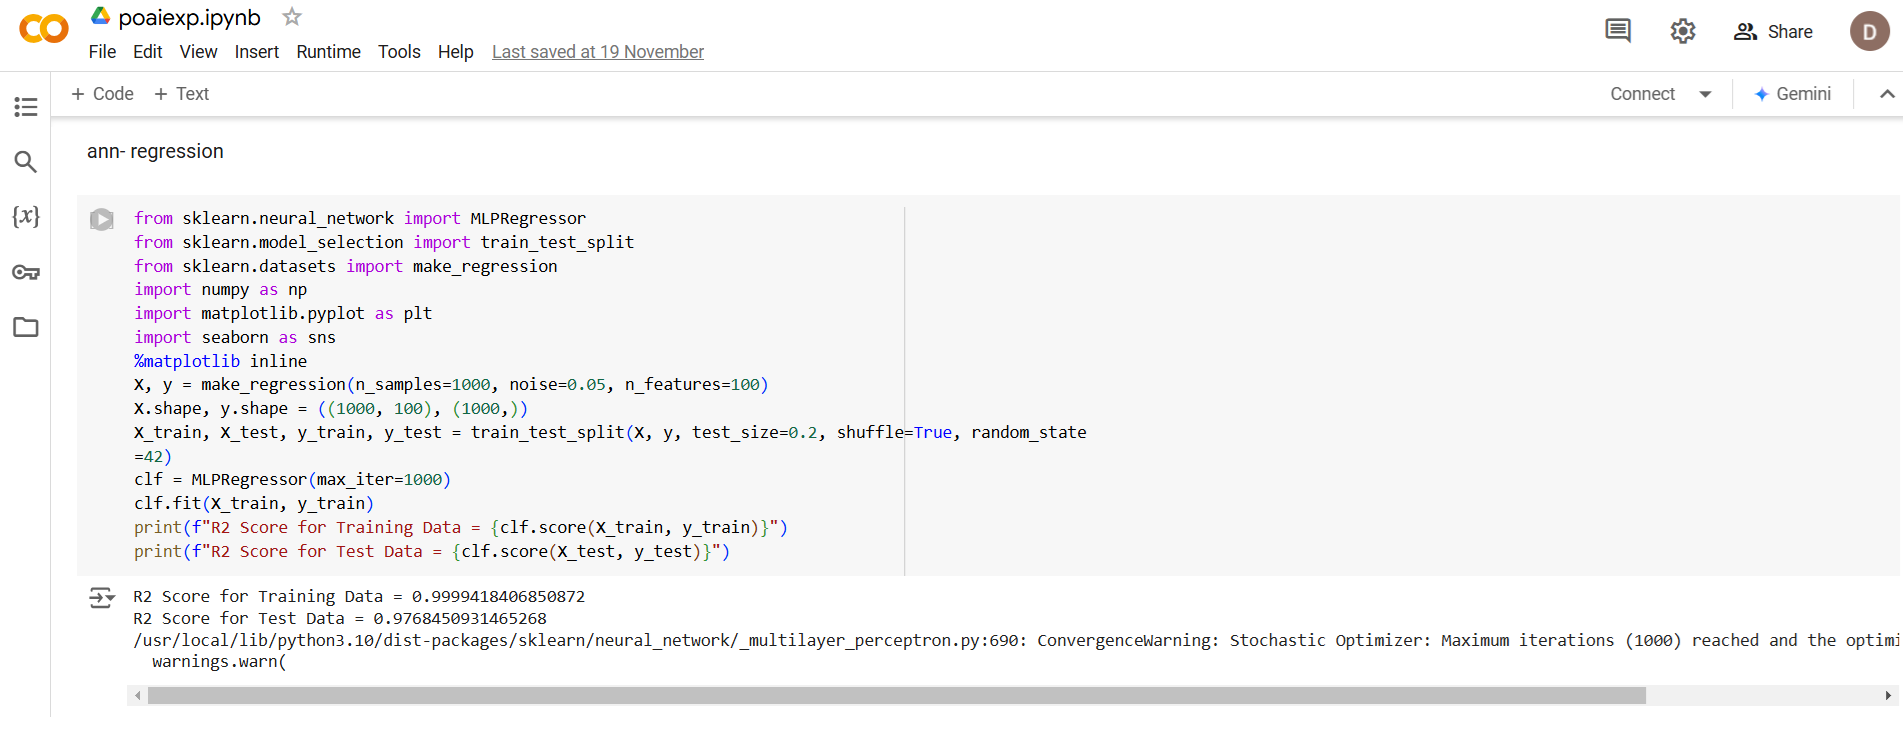 poaiexp.ipynb
File Edit View Insert Runtime Tools Help Last saved at 19 November
Share
D
+ Code + Text
Connect
Gemini
{x}
ann- regression
from sklearn.neural_network import MLPRegressor
from sklearn.model_selection import train_test_split
from sklearn.datasets import make_regression
import numpy as np
import matplotlib.pyplot as plt
import seaborn as sns
%matplotlib inline
X, y = make_regression(n_samples=1000, noise=0.05, n_features=100)
X.shape, y.shape = ((1000, 100), (1000,))
X_train, X_test, y_train, y_test = train_test_split(X, y, test_size=0.2, shuffle=True, random_state
=42)
clf = MLPRegressor(max_iter=1000)
clf.fit(X_train, y_train)
print(f"R2 Score for Training Data = {clf.score(X_train, y_train)}")
print(f"R2 Score for Test Data = {clf.score(X_test, y_test)}")
R2 Score for Training Data = 0.9999418406850872
R2 Score for Test Data = 0.9768450931465268
/usr/local/lib/python3.10/dist-packages/sklearn/neural_network/_multilayer_perceptron.py:690: ConvergenceWarning: Stochastic Optimizer: Maximum iterations (1000) reached and the optimi
warnings.warn(